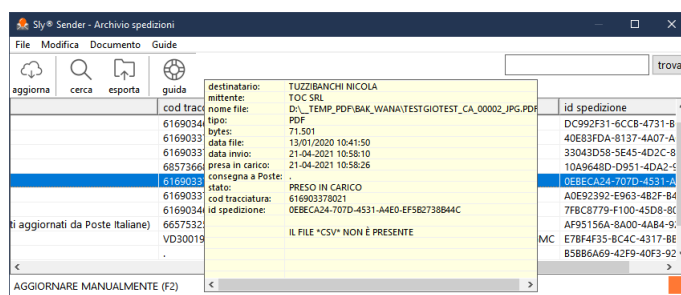 Sly® Sender - Archivio spedizioni
File Modifica Documento Guide
trova
aggiorna cerca esporta guida
cod id spedizione
destinatario: TUZZIBANCHI NICOLA
mittente: TOC SRL
nome file: D:\__TEMP_PDF\BAK_WANA\TESTGIOTEST_CA_00002_JPG.PDF
tipo: PDF
bytes: 71.501
data file: 13/01/2020 10:41:50
data invio: 21-04-2021 10:58:10
presa in carico: 21-04-2021 10:58:26
consegna a Poste: .
stato: PRESO IN CARICO
cod tracciatura: 616903378021
id spedizione: 0EBECA24-707D-4531-A4E0-EF5B2738B44C
IL FILE *CSV* NON È PRESENTE
6169034 DC992F31-6CCB-4731-B
6169033 40E83FDA-8137-4A07-A
6169033 33043D58-5E45-4D2C-8
6857366 10A9648D-D951-4DA2-9
6169033 0EBECA24-707D-4531-A
6169033 A0E92392-E963-4B2F-B4
6169034 7FBC8779-F100-45D8-80
ti aggiornati da Poste Italiane) 6657532 AF95156A-8A00-4AB4-92
VD30019 MC E7BF4F35-BC4C-4317-BE
. B5BB6A69-42F9-40F3-92
AGGIORNARE MANUALMENTE (F2)